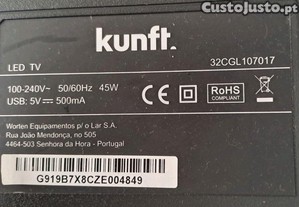 CustoJusto.pt
kunft.
LED TV
32CGL107017
100-240V~ 50/60Hz 45W
USB: 5V⎓ 500mA
CE
RoHS
COMPLIANT
Worten Equipamentos p/ o Lar S.A.
Rua João Mendonça, no 505
4464-503 Senhora da Hora - Portugal
G919B7X8CZE004849